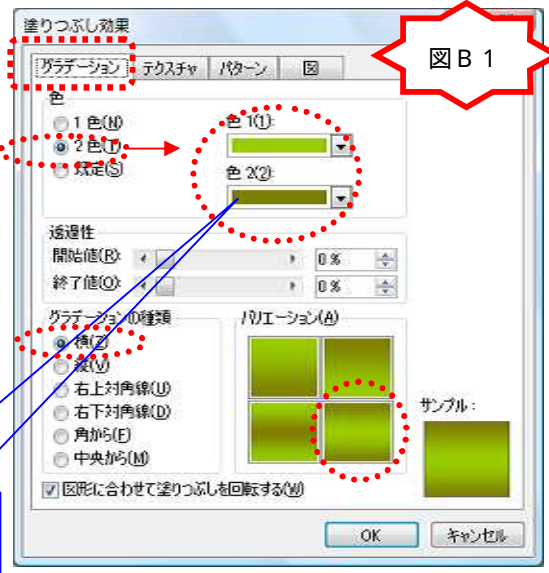 塗りつぶし効果
図B1
グラデーション テクスチャ パターン 図
色
1色(N)
2色(T)
既定(S)
色1(1):
色2(2):
透過性
開始値(R): 0 %
終了値(O): 0 %
グラデーションの種類
横(Z)
縦(V)
右上対角線(U)
右下対角線(D)
角から(F)
中央から(M)
バリエーション(A)
サンプル:
図形に合わせて塗りつぶしを回転する(W)
OK キャンセル